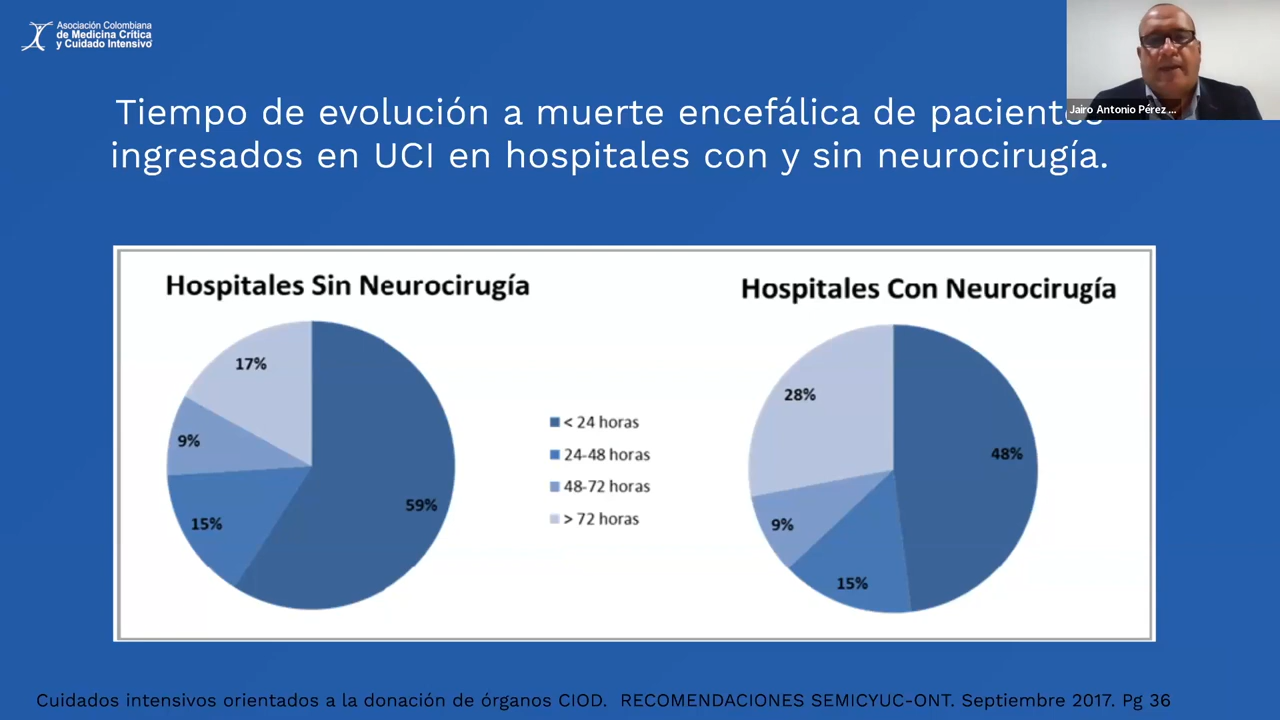 Asociación Colombiana
de Medicina Crítica
y Cuidado Intensivo
Jairo Antonio Pérez ...
Tiempo de evolución a muerte encefálica de pacientes
ingresados en UCI en hospitales con y sin neurocirugía.
Hospitales Sin Neurocirugía
17%
9%
15%
59%
< 24 horas
24-48 horas
48-72 horas
> 72 horas
Hospitales Con Neurocirugía
28%
48%
9%
15%
Cuidados intensivos orientados a la donación de órganos CIOD. RECOMENDACIONES SEMICYUC-ONT. Septiembre 2017. Pg 36